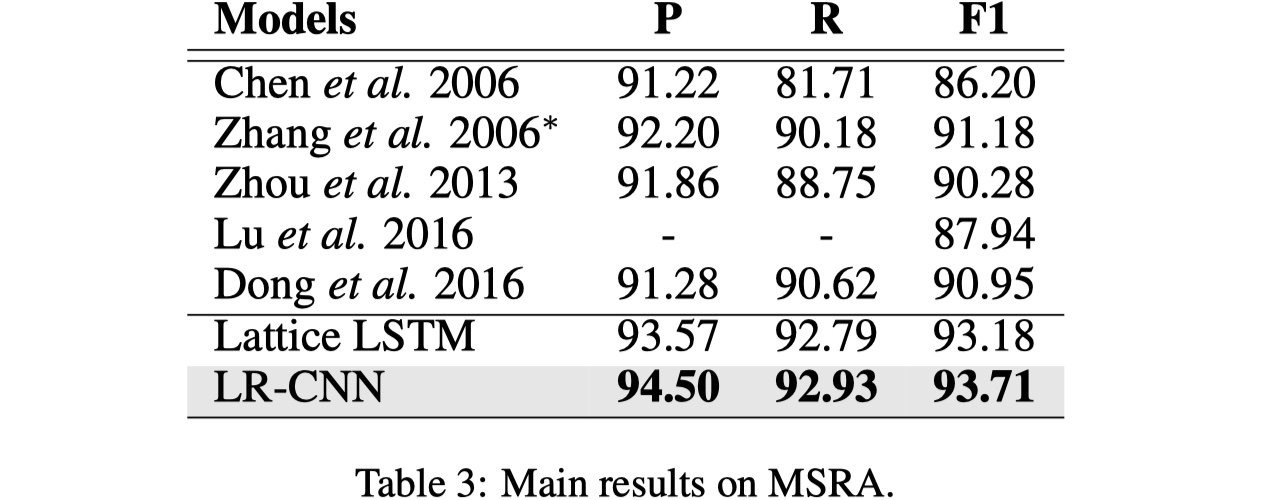 Models P R F1
Chen et al. 2006 91.22 81.71 86.20
Zhang et al. 2006* 92.20 90.18 91.18
Zhou et al. 2013 91.86 88.75 90.28
Lu et al. 2016 - - 87.94
Dong et al. 2016 91.28 90.62 90.95
Lattice LSTM 93.57 92.79 93.18
LR-CNN 94.50 92.93 93.71
Table 3: Main results on MSRA.